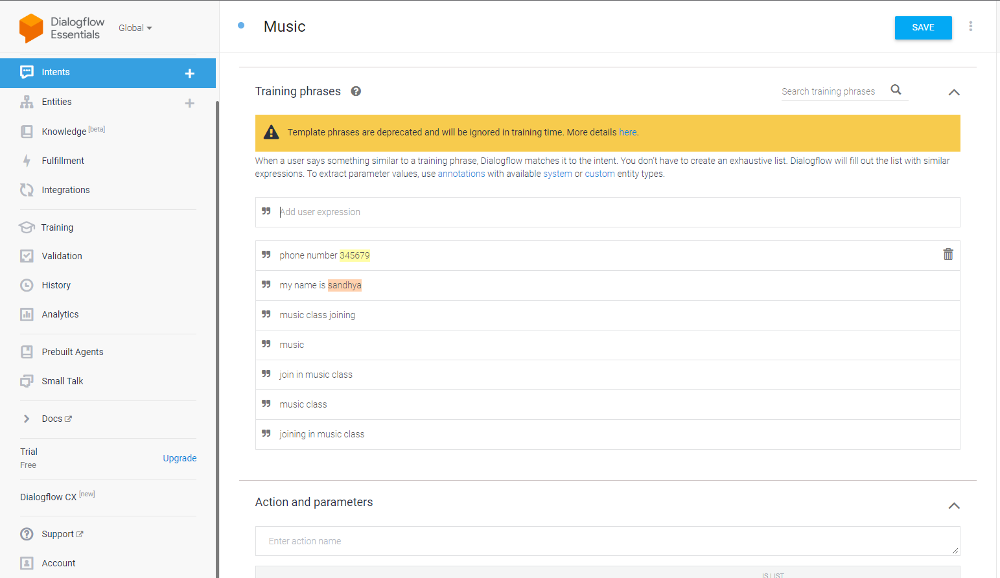 Dialogflow
Essentials
Global
Intents
Entities
Knowledge [beta]
Fulfillment
Integrations
Training
Validation
History
Analytics
Prebuilt Agents
Small Talk
Docs
Trial
Free
Upgrade
Dialogflow CX [new]
Support
Account
Music
SAVE
Training phrases
Search training phrases
Template phrases are deprecated and will be ignored in training time. More details here.
When a user says something similar to a training phrase, Dialogflow matches it to the intent. You don't have to create an exhaustive list. Dialogflow will fill out the list with similar
expressions. To extract parameter values, use annotations with available system or custom entity types.
Add user expression
phone number 345679
my name is sandhya
music class joining
music
join in music class
music class
joining in music class
Action and parameters
Enter action name
IS LIST